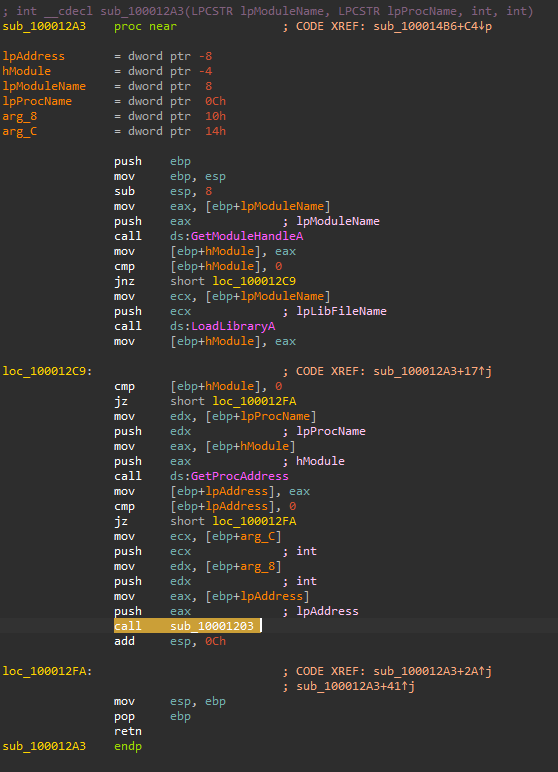 ; int __cdecl sub_100012A3(LPCSTR lpModuleName, LPCSTR lpProcName, int, int)
sub_100012A3 proc near ; CODE XREF: sub_100014B6+C4↓p
lpAddress = dword ptr -8
hModule = dword ptr -4
lpModuleName = dword ptr 8
lpProcName = dword ptr 0Ch
arg_8 = dword ptr 10h
arg_C = dword ptr 14h
push ebp
mov ebp, esp
sub esp, 8
mov eax, [ebp+lpModuleName]
push eax ; lpModuleName
call ds:GetModuleHandleA
mov [ebp+hModule], eax
cmp [ebp+hModule], 0
jnz short loc_100012C9
mov ecx, [ebp+lpModuleName]
push ecx ; lpLibFileName
call ds:LoadLibraryA
mov [ebp+hModule], eax
loc_100012C9: ; CODE XREF: sub_100012A3+17↑j
cmp [ebp+hModule], 0
jz short loc_100012FA
mov edx, [ebp+lpProcName]
push edx ; lpProcName
mov eax, [ebp+hModule]
push eax ; hModule
call ds:GetProcAddress
mov [ebp+lpAddress], eax
cmp [ebp+lpAddress], 0
jz short loc_100012FA
mov ecx, [ebp+arg_C]
push ecx ; int
mov edx, [ebp+arg_8]
push edx ; int
mov eax, [ebp+lpAddress]
push eax ; lpAddress
call sub_10001203
add esp, 0Ch
loc_100012FA: ; CODE XREF: sub_100012A3+2A↑j
; sub_100012A3+41↑j
mov esp, ebp
pop ebp
retn
sub_100012A3 endp